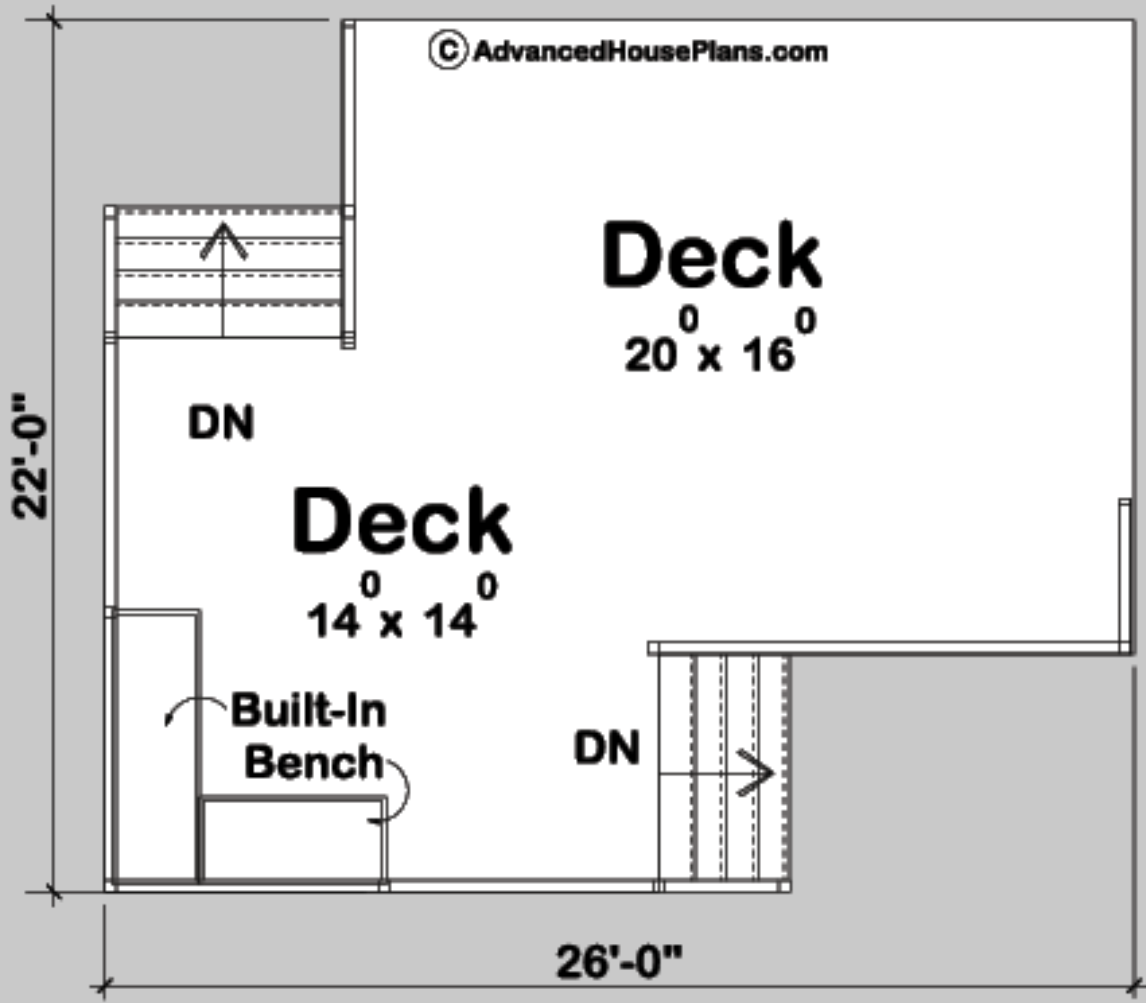 © AdvancedHousePlans.com
Deck
20⁰ x 16⁰
DN
22'-0"
Deck
14⁰ x 14⁰
Built-In
Bench
DN
26'-0"